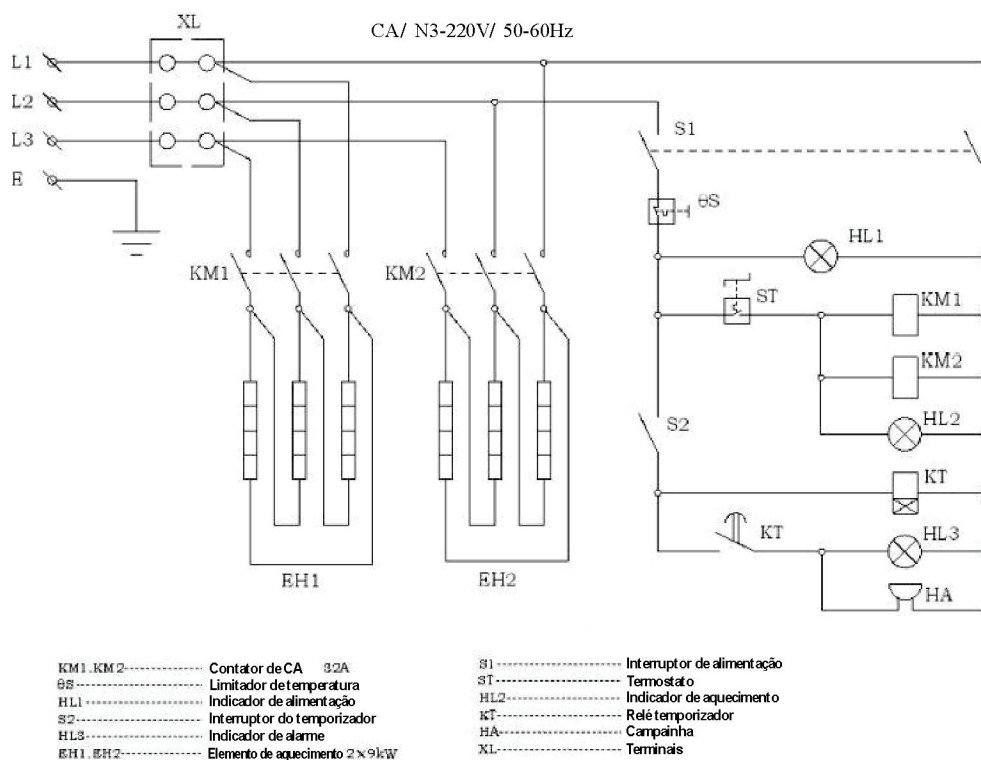 XL
CA/ N3-220V/ 50-60Hz
L1
L2
L3
E
S1
θS
HL1
KM1
KM2
ST
KM1
KM2
HL2
S2
KT
KT
HL3
HA
EH1
EH2
KM1.KM2 Contator de CA 32A
θS Limitador de temperatura
HL1 Indicador de alimentação
S2 Interruptor do temporizador
HL3 Indicador de alarme
EH1.EH2 Elemento de aquecimento 2×9kW
S1 Interruptor de alimentação
ST Termostato
HL2 Indicador de aquecimento
KT Relé temporizador
HA Campainha
XL Terminais